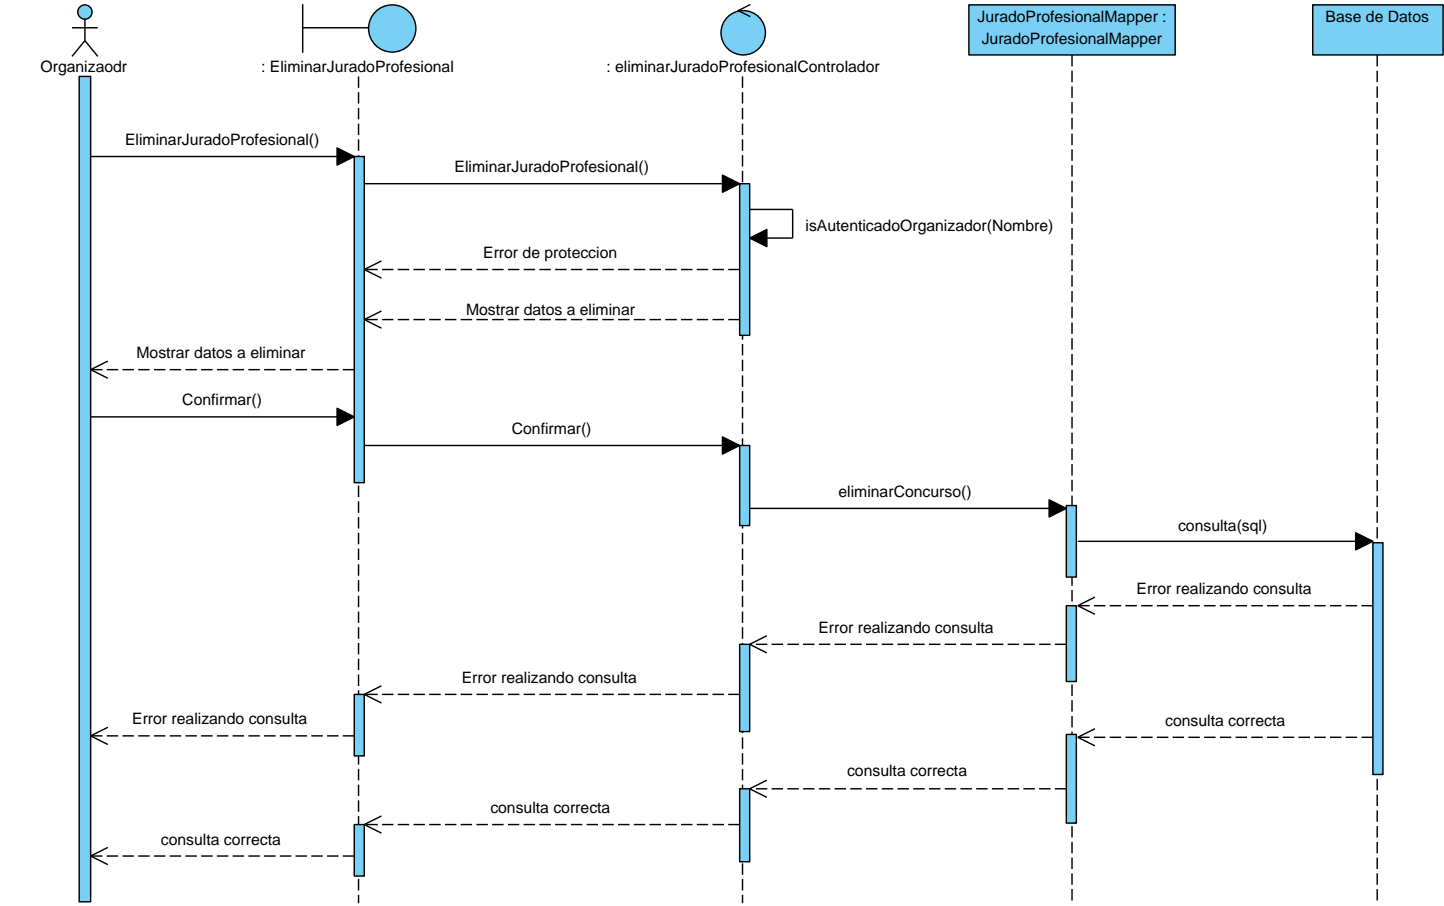 Organizaodr
: EliminarJuradoProfesional
: eliminarJuradoProfesionalControlador
JuradoProfesionalMapper :
JuradoProfesionalMapper
Base de Datos
EliminarJuradoProfesional()
EliminarJuradoProfesional()
isAutenticadoOrganizador(Nombre)
Error de proteccion
Mostrar datos a eliminar
Mostrar datos a eliminar
Confirmar()
Confirmar()
eliminarConcurso()
consulta(sql)
Error realizando consulta
Error realizando consulta
Error realizando consulta
Error realizando consulta
consulta correcta
consulta correcta
consulta correcta
consulta correcta